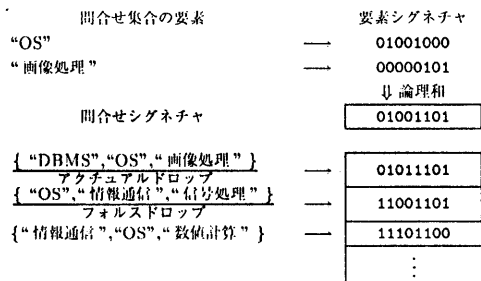 問合せ集合の要素 要素シグネチャ
“OS” → 01001000
“画像処理” → 00000101
⇓ 論理和
問合せシグネチャ 01001101
{ “DBMS”,“OS”,“画像処理” } → 01011101
アクチュアルドロップ
{ “OS”,“情報通信”,“信号処理” } → 11001101
フォルスドロップ
{“情報通信”,“OS”,“数値計算” } → 11101100
⋮